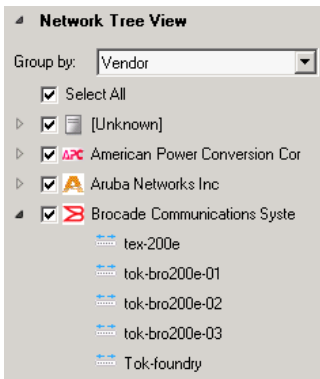 Network Tree View
Group by: Vendor
Select All
[Unknown]
APC American Power Conversion Cor
Aruba Networks Inc
Brocade Communications Syste
tex-200e
tok-bro200e-01
tok-bro200e-02
tok-bro200e-03
Tok-foundry